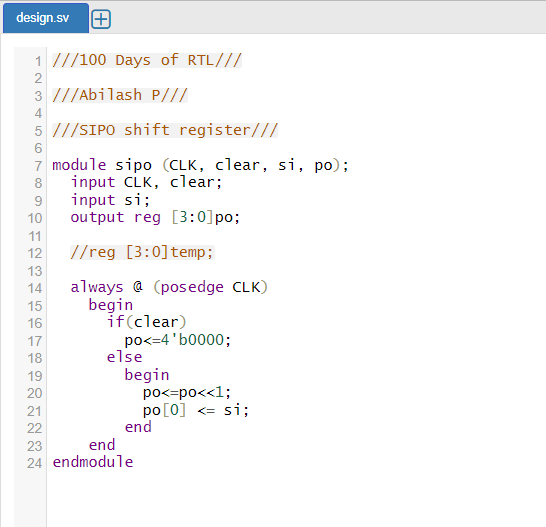 design.sv
1 ///100 Days of RTL///
2
3 ///Abilash P///
4
5 ///SIPO shift register///
6
7 module sipo (CLK, clear, si, po);
8 input CLK, clear;
9 input si;
10 output reg [3:0]po;
11
12 //reg [3:0]temp;
13
14 always @ (posedge CLK)
15 begin
16 if(clear)
17 po<=4'b0000;
18 else
19 begin
20 po<=po<<1;
21 po[0] <= si;
22 end
23 end
24 endmodule